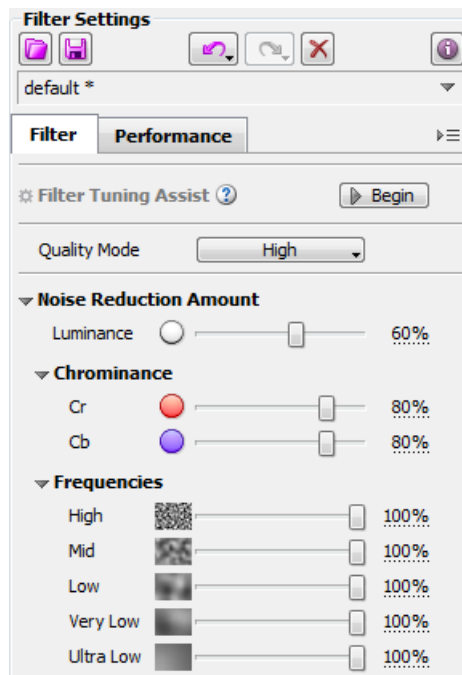 Filter Settings
default *
Filter Performance
Filter Tuning Assist ? Begin
Quality Mode High
Noise Reduction Amount
Luminance 60%
Chrominance
Cr 80%
Cb 80%
Frequencies
High 100%
Mid 100%
Low 100%
Very Low 100%
Ultra Low 100%